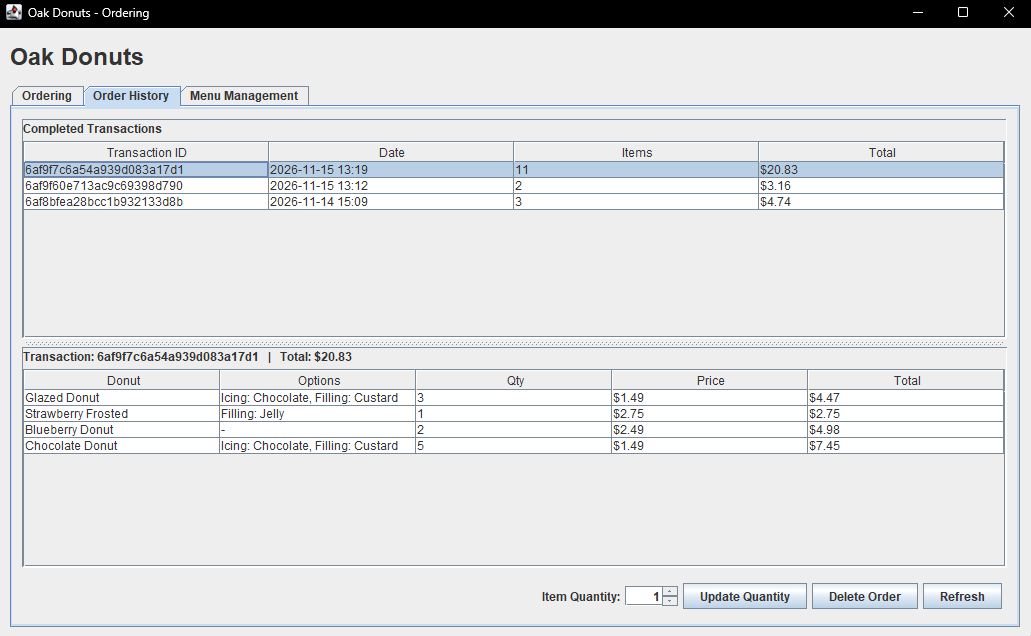 Oak Donuts - Ordering
Oak Donuts
Ordering Order History Menu Management
Completed Transactions
Transaction ID Date Items Total
6af9f7c6a54a939d083a17d1 2026-11-15 13:19 11 $20.83
6af9f60e713ac9c69398d790 2026-11-15 13:12 2 $3.16
6af8bfea28bcc1b932133d8b 2026-11-14 15:09 3 $4.74
Transaction: 6af9f7c6a54a939d083a17d1 | Total: $20.83
Donut Options Qty Price Total
Glazed Donut Icing: Chocolate, Filling: Custard 3 $1.49 $4.47
Strawberry Frosted Filling: Jelly 1 $2.75 $2.75
Blueberry Donut - 2 $2.49 $4.98
Chocolate Donut Icing: Chocolate, Filling: Custard 5 $1.49 $7.45
Item Quantity: 1 Update Quantity Delete Order Refresh